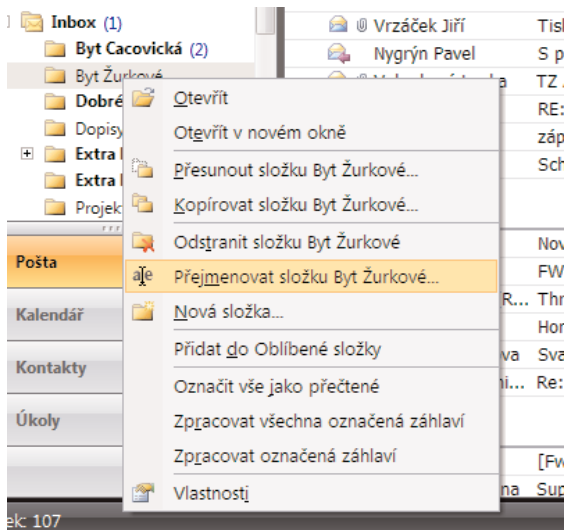 Inbox (1)
Byt Cacovická (2)
Byt Žurkové
Dobré
Dopisy
Extra
Extra
Projek
Pošta
Kalendář
Kontakty
Úkoly
ek: 107
Otevřít
Otevřít v novém okně
Přesunout složku Byt Žurkové...
Kopírovat složku Byt Žurkové...
Odstranit složku Byt Žurkové
Přejmenovat složku Byt Žurkové...
Nová složka...
Přidat do Oblíbené složky
Označit vše jako přečtené
Zpracovat všechna označená záhlaví
Zpracovat označená záhlaví
Vlastnosti
Vrzáček Jiří Tisl
Nygrýn Pavel S p
TZ
RE:
záp
Sch
Nov
FW
R... Thr
Hor
va Sva
ni... Re:
[Fw
na Sup